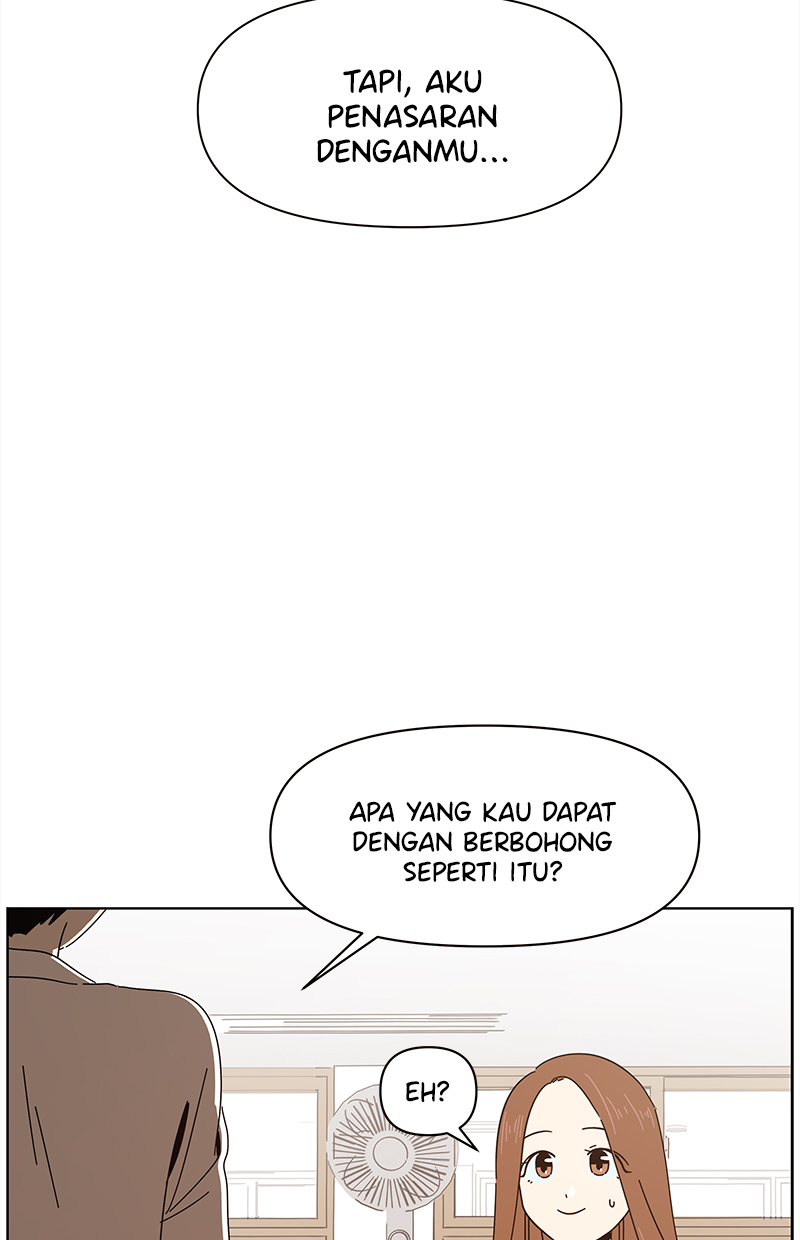 TAPI, AKU
PENASARAN
DENGANMU...
APA YANG KAU DAPAT
DENGAN BERBOHONG
SEPERTI ITU?
EH?